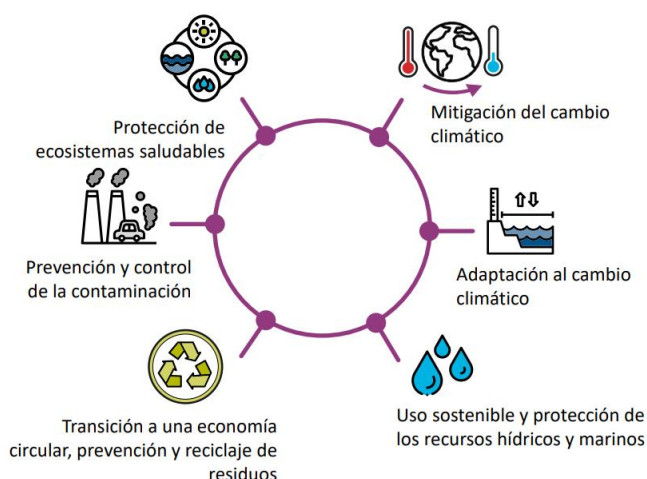 Protección de
ecosistemas saludables
Mitigación del cambio
climático
Prevención y control
de la contaminación
Adaptación al cambio
climático
Transición a una economía
circular, prevención y reciclaje de
residuos
Uso sostenible y protección de
los recursos hídricos y marinos